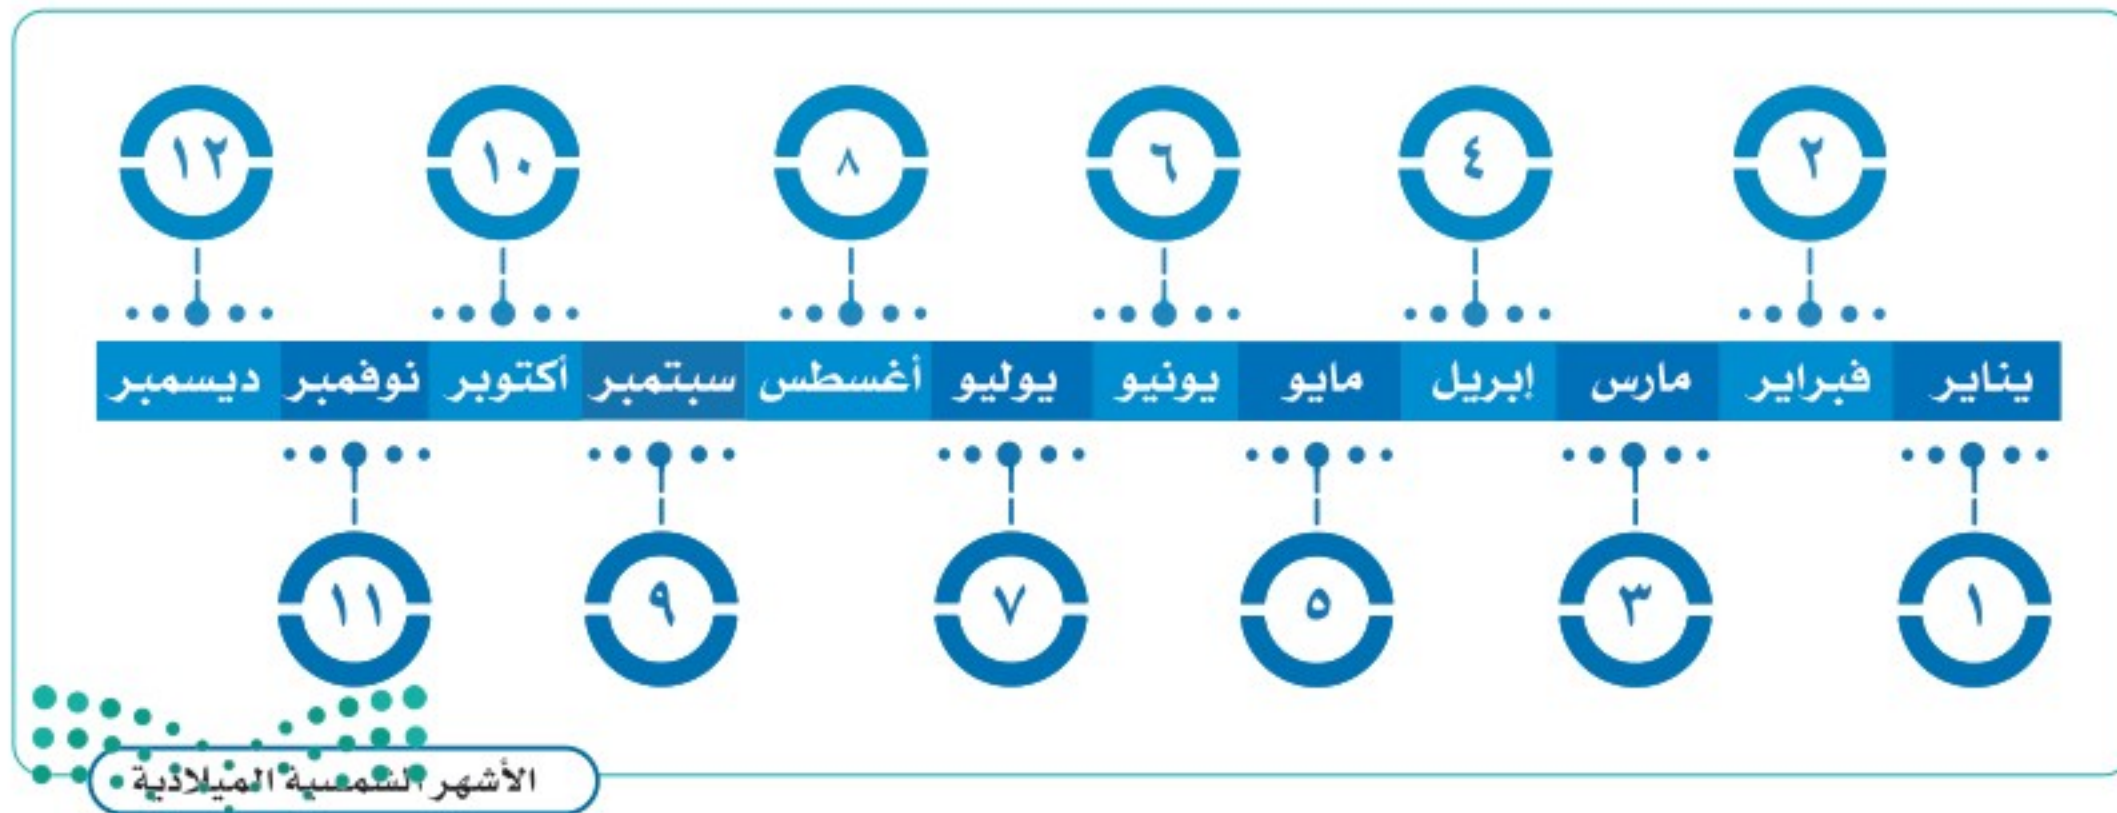 ٢ ٤ ٦ ٨ ١٠ ١٢
يناير فبراير مارس إبريل مايو يونيو يوليو أغسطس سبتمبر أكتوبر نوفمبر ديسمبر
١ ٣ ٥ ٧ ٩ ١١
الأشهر الشمسية الميلادية